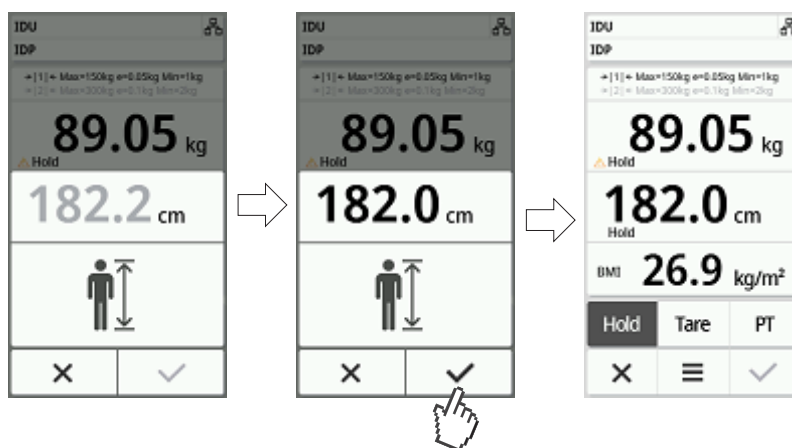 IDU
IDP
→|1|← Max=150kg e=0.05kg Min=1kg
→|2|← Max=300kg e=0.1kg Min=2kg
89.05 kg
Hold
182.2 cm
IDU
IDP
→|1|← Max=150kg e=0.05kg Min=1kg
→|2|← Max=300kg e=0.1kg Min=2kg
89.05 kg
Hold
182.0 cm
IDU
IDP
→|1|← Max=150kg e=0.05kg Min=1kg
→|2|← Max=300kg e=0.1kg Min=2kg
89.05 kg
Hold
182.0 cm
Hold
BMI 26.9 kg/m²
Hold Tare PT